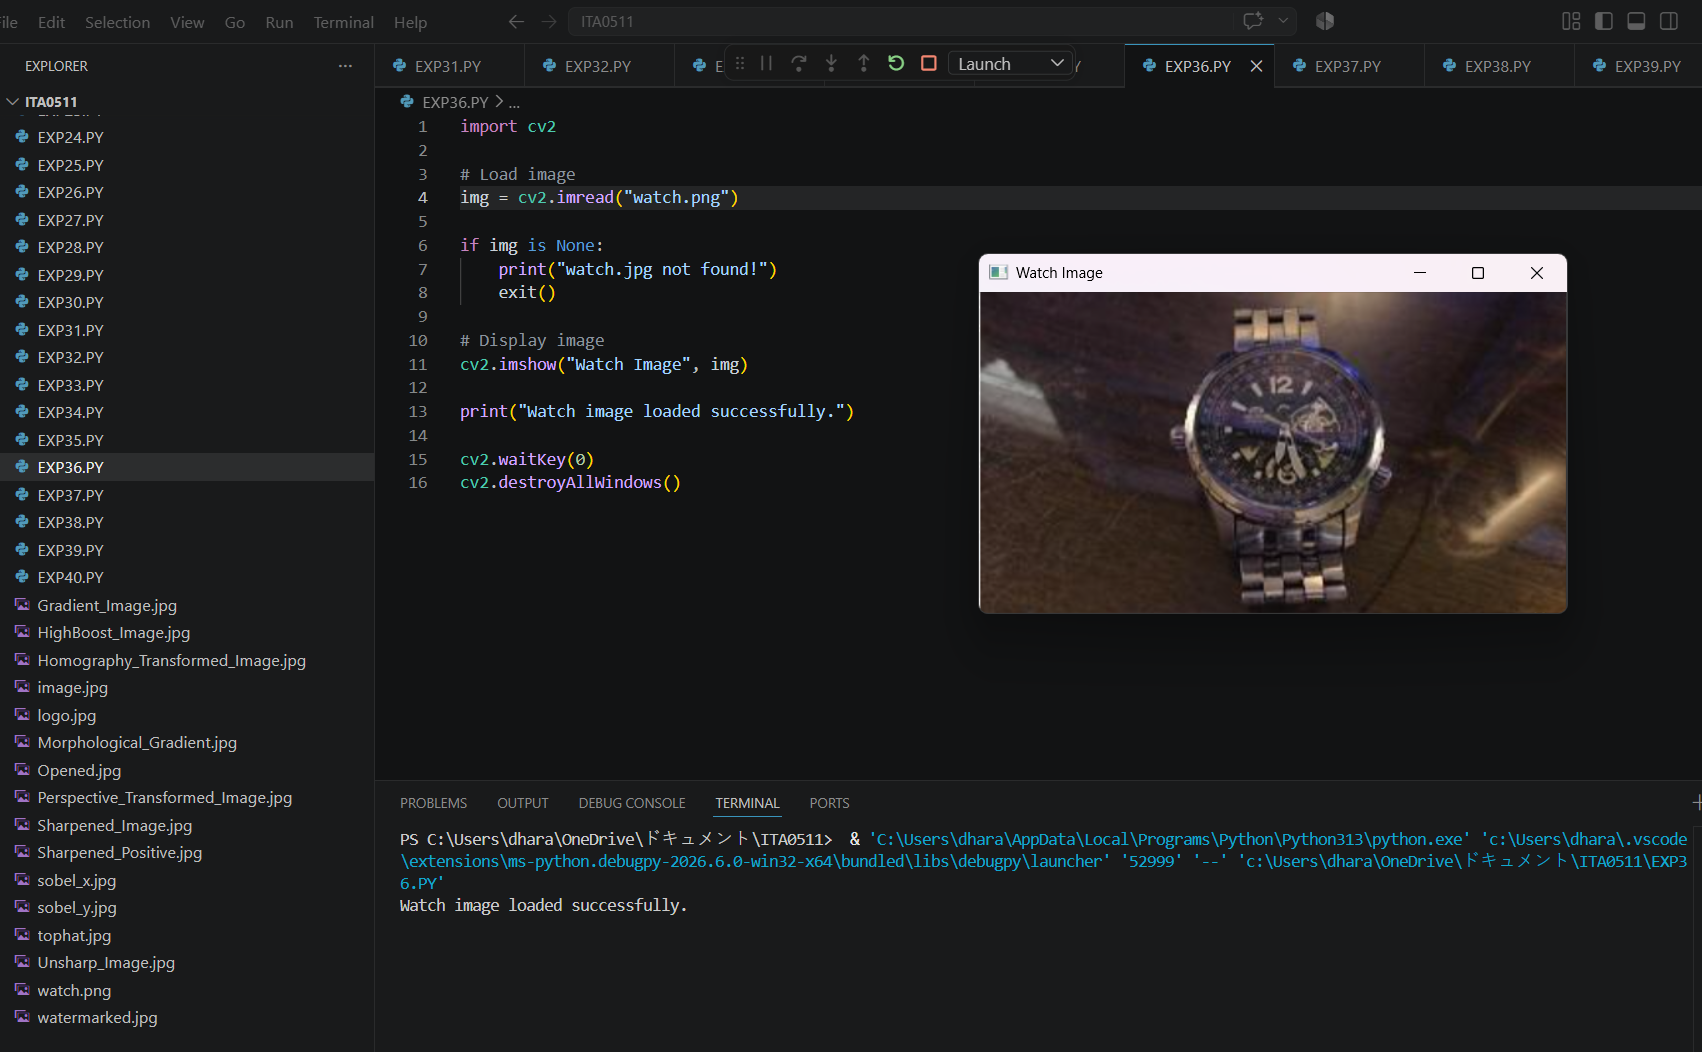 File Edit Selection View Go Run Terminal Help
ITA0511
EXPLORER
EXP31.PY
EXP32.PY
Launch
EXP36.PY
EXP37.PY
EXP38.PY
EXP39.PY
ITA0511
EXP24.PY
EXP25.PY
EXP26.PY
EXP27.PY
EXP28.PY
EXP29.PY
EXP30.PY
EXP31.PY
EXP32.PY
EXP33.PY
EXP34.PY
EXP35.PY
EXP36.PY
EXP37.PY
EXP38.PY
EXP39.PY
EXP40.PY
Gradient_Image.jpg
HighBoost_Image.jpg
Homography_Transformed_Image.jpg
image.jpg
logo.jpg
Morphological_Gradient.jpg
Opened.jpg
Perspective_Transformed_Image.jpg
Sharpened_Image.jpg
Sharpened_Positive.jpg
sobel_x.jpg
sobel_y.jpg
tophat.jpg
Unsharp_Image.jpg
watch.png
watermarked.jpg
EXP36.PY > ...
1 import cv2
2
3 # Load image
4 img = cv2.imread("watch.png")
5
6 if img is None:
7 print("watch.jpg not found!")
8 exit()
9
10 # Display image
11 cv2.imshow("Watch Image", img)
12
13 print("Watch image loaded successfully.")
14
15 cv2.waitKey(0)
16 cv2.destroyAllWindows()
Watch Image
12
PROBLEMS OUTPUT DEBUG CONSOLE TERMINAL PORTS
PS C:\Users\dhara\OneDrive\ドキュメント\ITA0511> & 'C:\Users\dhara\AppData\Local\Programs\Python\Python313\python.exe' 'c:\Users\dhara\.vscode
\extensions\ms-python.debugpy-2026.6.0-win32-x64\bundled\libs\debugpy\launcher' '52999' '--' 'c:\Users\dhara\OneDrive\ドキュメント\ITA0511\EXP3
6.PY'
Watch image loaded successfully.